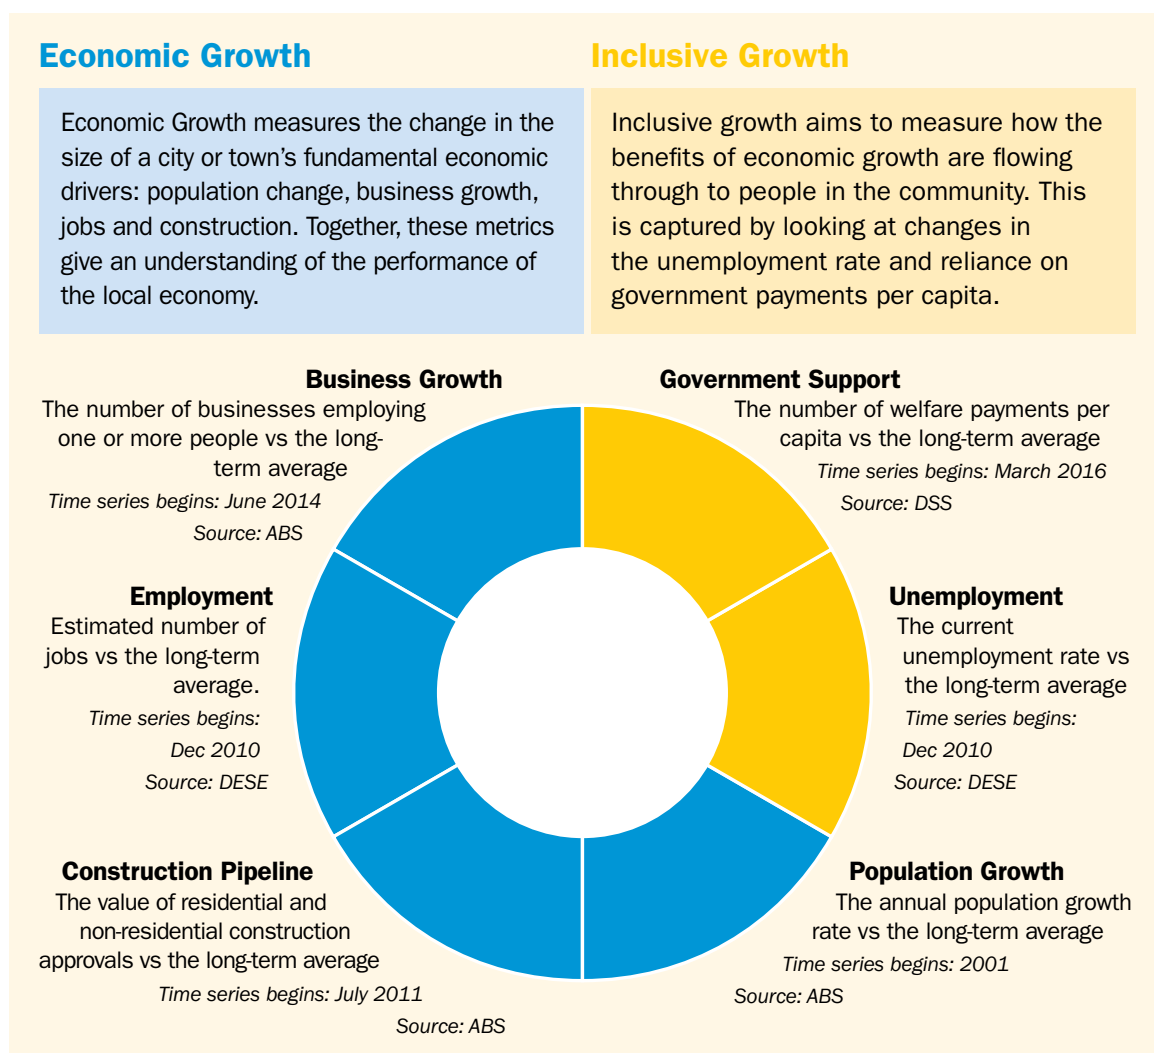 Economic Growth
Economic Growth measures the change in the
size of a city or town's fundamental economic
drivers: population change, business growth,
jobs and construction. Together, these metrics
give an understanding of the performance of
the local economy.
Inclusive Growth
Inclusive growth aims to measure how the
benefits of economic growth are flowing
through to people in the community. This
is captured by looking at changes in
the unemployment rate and reliance on
government payments per capita.
Business Growth
The number of businesses employing
one or more people vs the long-
term average
Time series begins: June 2014
Source: ABS
Government Support
The number of welfare payments per
capita vs the long-term average
Time series begins: March 2016
Source: DSS
Employment
Estimated number of
jobs vs the long-term
average.
Time series begins:
Dec 2010
Source: DESE
Unemployment
The current
unemployment rate vs
the long-term average
Time series begins:
Dec 2010
Source: DESE
Construction Pipeline
The value of residential and
non-residential construction
approvals vs the long-term average
Time series begins: July 2011
Source: ABS
Population Growth
The annual population growth
rate vs the long-term average
Time series begins: 2001
Source: ABS